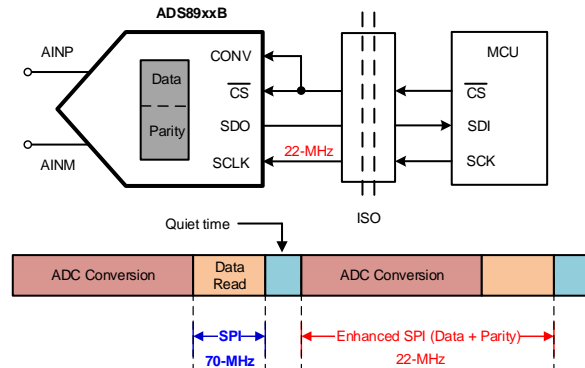 ADS89xxB
AINP
AINM
Data
Parity
CONV
CS
SDO
SCLK
22-MHz
ISO
MCU
CS
SDI
SCK
Quiet time
ADC Conversion
Data
Read
ADC Conversion
SPI
70-MHz
Enhanced SPI (Data + Parity)
22-MHz